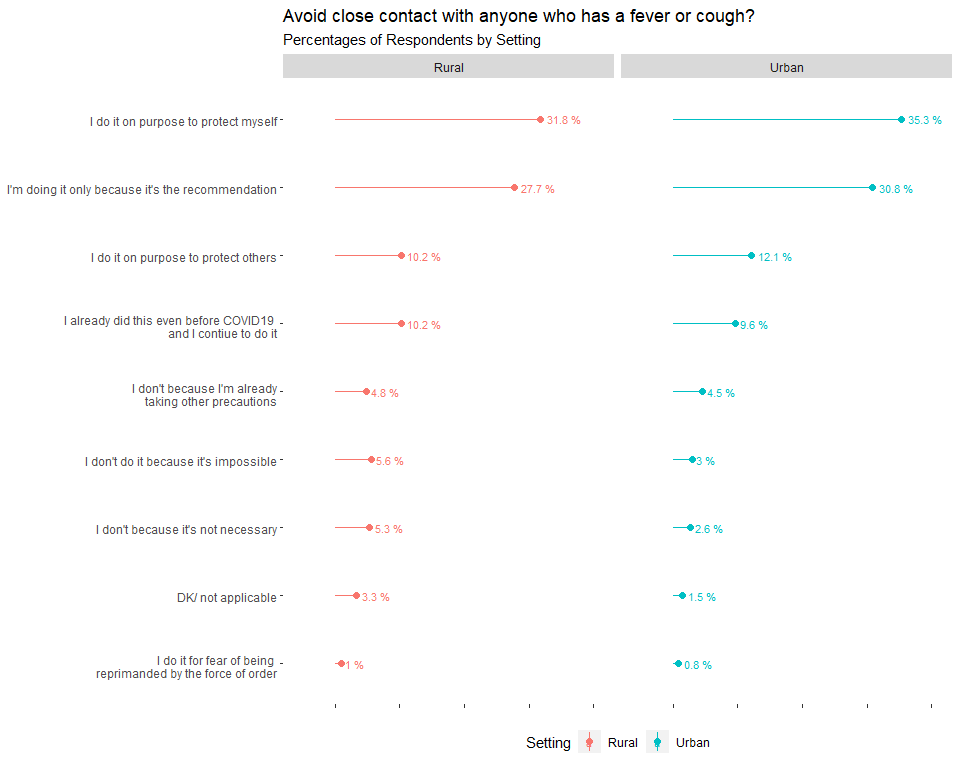 Avoid close contact with anyone who has a fever or cough?
Percentages of Respondents by Setting
Rural
Urban
I do it on purpose to protect myself
31.8 %
35.3 %
I'm doing it only because it's the recommendation
27.7 %
30.8 %
I do it on purpose to protect others
10.2 %
12.1 %
I already did this even before COVID19
and I contiue to do it
10.2 %
9.6 %
I don't because I'm already
taking other precautions
4.8 %
4.5 %
I don't do it because it's impossible
5.6 %
3 %
I don't because it's not necessary
5.3 %
2.6 %
DK/ not applicable
3.3 %
1.5 %
I do it for fear of being
reprimanded by the force of order
1 %
0.8 %
Setting
Rural
Urban